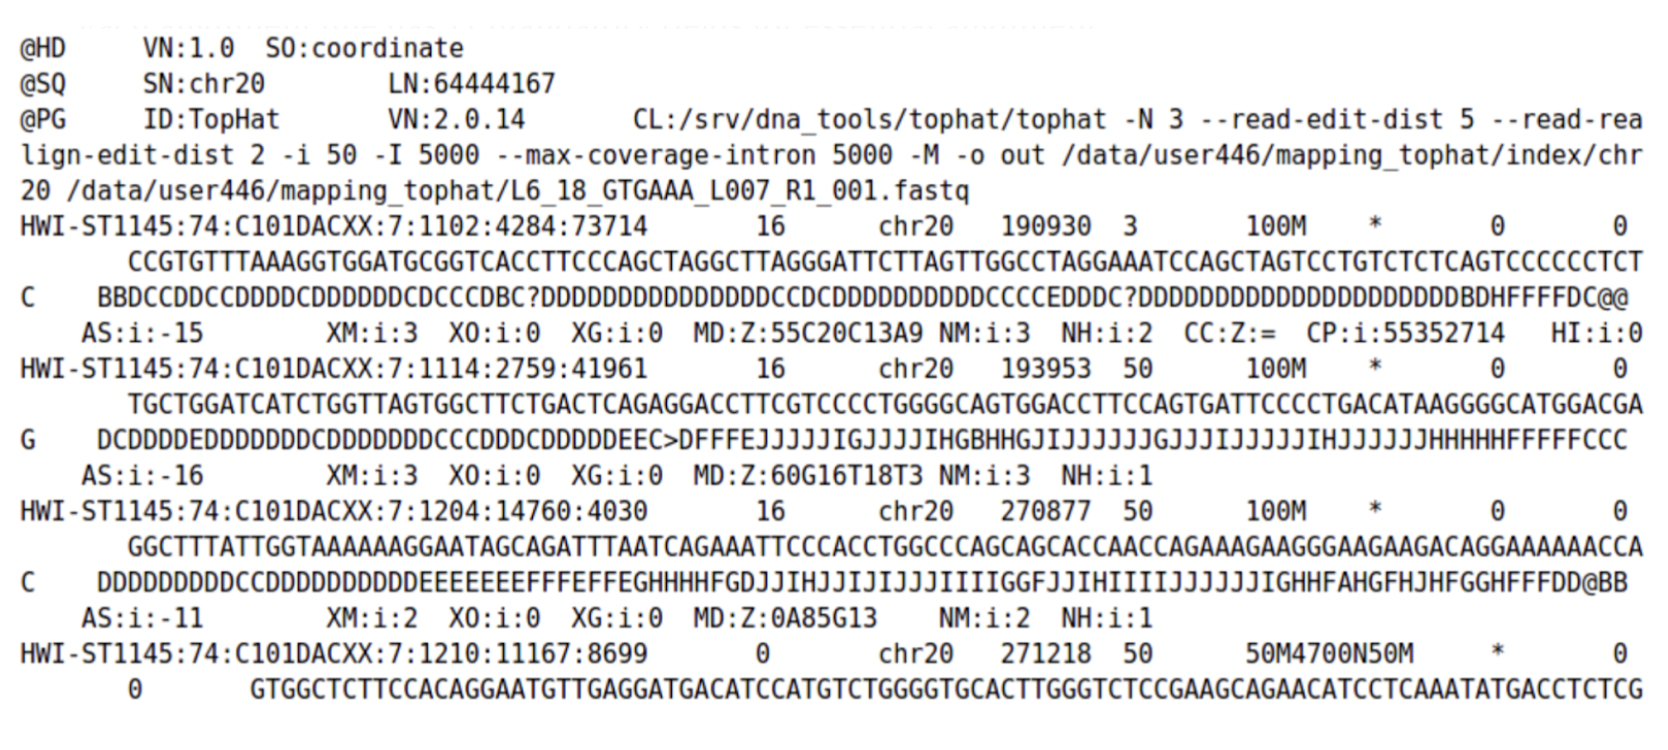 @HD VN:1.0 SO:coordinate
@SQ SN:chr20 LN:64444167
@PG ID:TopHat VN:2.0.14 CL:/srv/dna_tools/tophat/tophat -N 3 --read-edit-dist 5 --read-rea
lign-edit-dist 2 -i 50 -I 5000 --max-coverage-intron 5000 -M -o out /data/user446/mapping_tophat/index/chr
20 /data/user446/mapping_tophat/L6_18_GTGAAA_L007_R1_001.fastq
HWI-ST1145:74:C101DACXX:7:1102:4284:73714 16 chr20 190930 3 100M * 0 0
CCGTGTTTAAAGGTGGATGCGGTCACCTTCCCAGCTAGGCTTAGGGATTCTTAGTTGGCCTAGGAAATCCAGCTAGTCCTGTCTCTCAGTCCCCCCTCT
C BBDCCDDCCDDDDCDDDDDDCDCCCDBC?DDDDDDDDDDDDDDDCCDCDDDDDDDDDDCCCCEDDDC?DDDDDDDDDDDDDDDDDDDDDBDHFFFFDC@@
AS:i:-15 XM:i:3 XO:i:0 XG:i:0 MD:Z:55C20C13A9 NM:i:3 NH:i:2 CC:Z:= CP:i:55352714 HI:i:0
HWI-ST1145:74:C101DACXX:7:1114:2759:41961 16 chr20 193953 50 100M * 0 0
TGCTGGATCATCTGGTTAGTGGCTTCTGACTCAGAGGACCTTCGTCCCCTGGGGCAGTGGACCTTCCAGTGATTCCCCTGACATAAGGGGCATGGACGA
G DCDDDDEDDDDDDDCDDDDDDDCCCDDDCDDDDDEEC>DFFFEJJJJJIGJJJJIHGBHHGJIJJJJJJGJJJIJJJJJIHJJJJJJHHHHHFFFFFCCC
AS:i:-16 XM:i:3 XO:i:0 XG:i:0 MD:Z:60G16T18T3 NM:i:3 NH:i:1
HWI-ST1145:74:C101DACXX:7:1204:14760:4030 16 chr20 270877 50 100M * 0 0
GGCTTTATTGGTAAAAAAGGAATAGCAGATTTAATCAGAAATTCCCACCTGGCCCAGCAGCACCAACCAGAAAGAAGGGAAGAAGACAGGAAAAAACCA
C DDDDDDDDDCCDDDDDDDDDDEEEEEEEFFFEFFEGHHHHFGDJJIHJJIJIJJJIIIIGGFJJIHIIIIJJJJJJIGHHFAHGFHJHFGGHFFFDD@BB
AS:i:-11 XM:i:2 XO:i:0 XG:i:0 MD:Z:0A85G13 NM:i:2 NH:i:1
HWI-ST1145:74:C101DACXX:7:1210:11167:8699 0 chr20 271218 50 50M4700N50M * 0
0 GTGGCTCTTCCACAGGAATGTTGAGGATGACATCCATGTCTGGGGTGCACTTGGGTCTCCGAAGCAGAACATCCTCAAATATGACCTCTCG